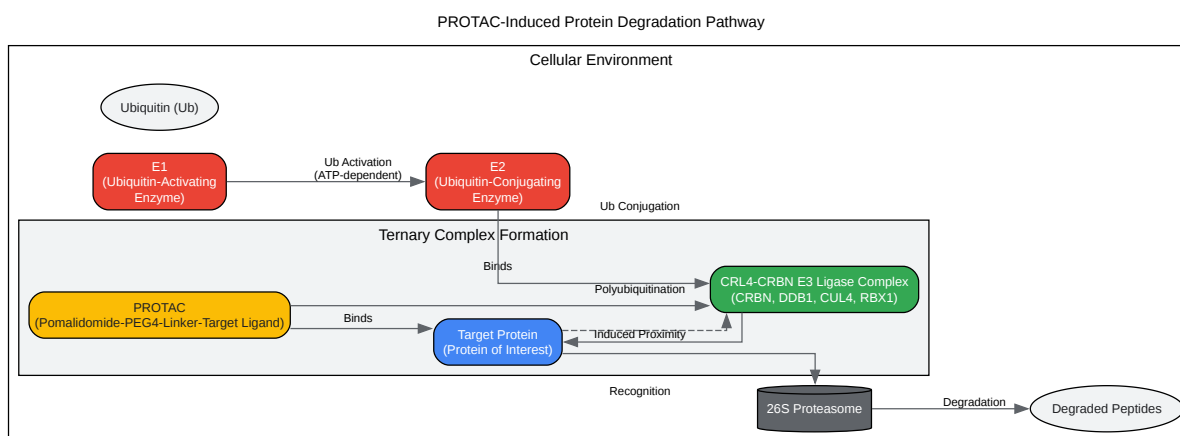 PROTAC-Induced Protein Degradation Pathway
Cellular Environment
Ubiquitin (Ub)
E1
(Ubiquitin-Activating
Enzyme)
Ub Activation
(ATP-dependent)
E2
(Ubiquitin-Conjugating
Enzyme)
Ub Conjugation
Ternary Complex Formation
Binds
CRL4-CRBN E3 Ligase Complex
(CRBN, DDB1, CUL4, RBX1)
Polyubiquitination
PROTAC
(Pomalidomide-PEG4-Linker-Target Ligand)
Binds
Target Protein
(Protein of Interest)
Induced Proximity
Recognition
26S Proteasome
Degradation
Degraded Peptides